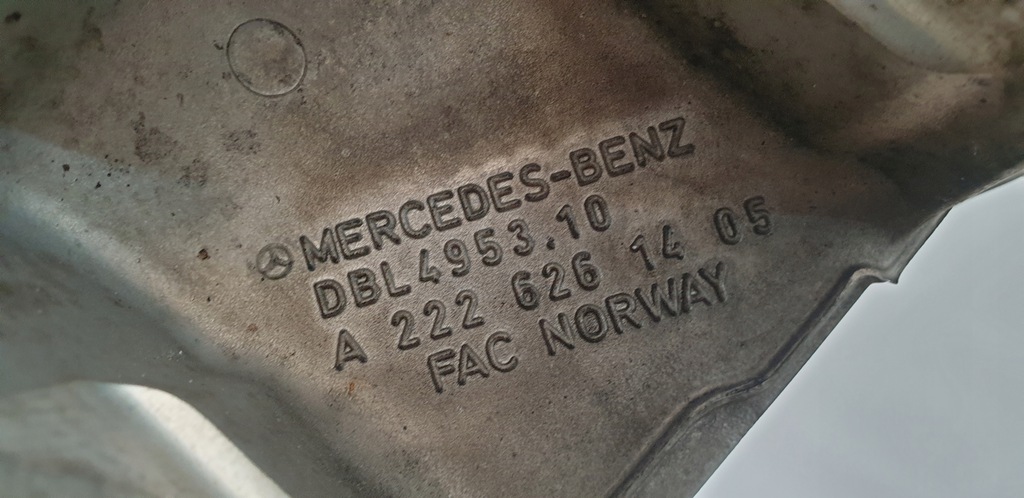 MERCEDES-BENZ
DBL4953.10
A 222 626 14 05
FAC NORWAY